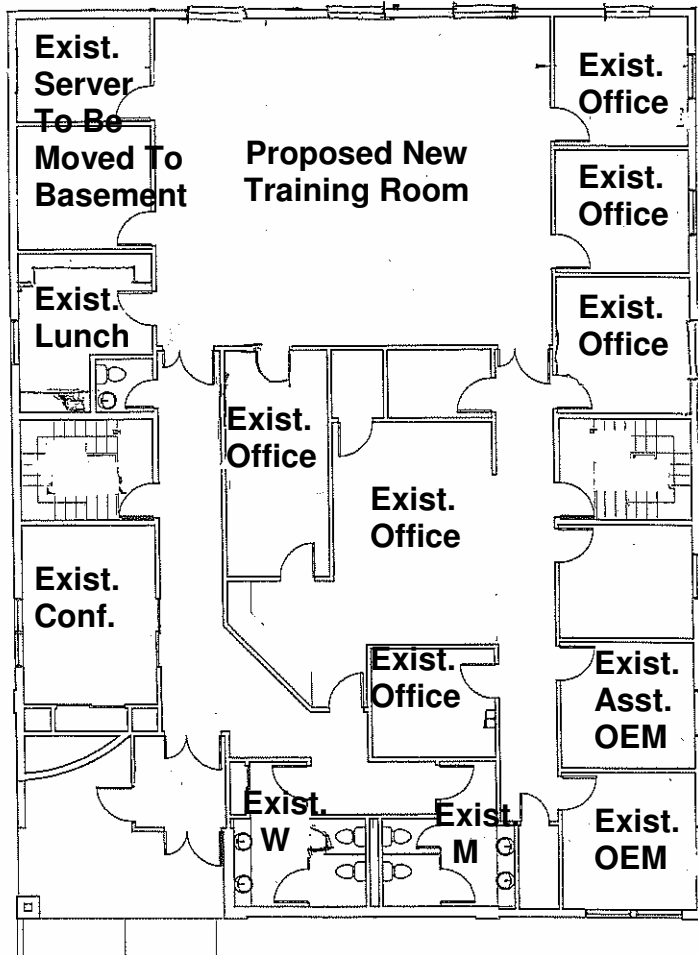 Exist.
Server
To Be
Moved To
Basement
Proposed New
Training Room
Exist.
Office
Exist.
Office
Exist.
Lunch
Exist.
Office
Exist.
Office
Exist.
Office
Exist.
Conf.
Exist.
Office
Exist.
Asst.
OEM
Exist.
W
Exist.
M
Exist.
OEM